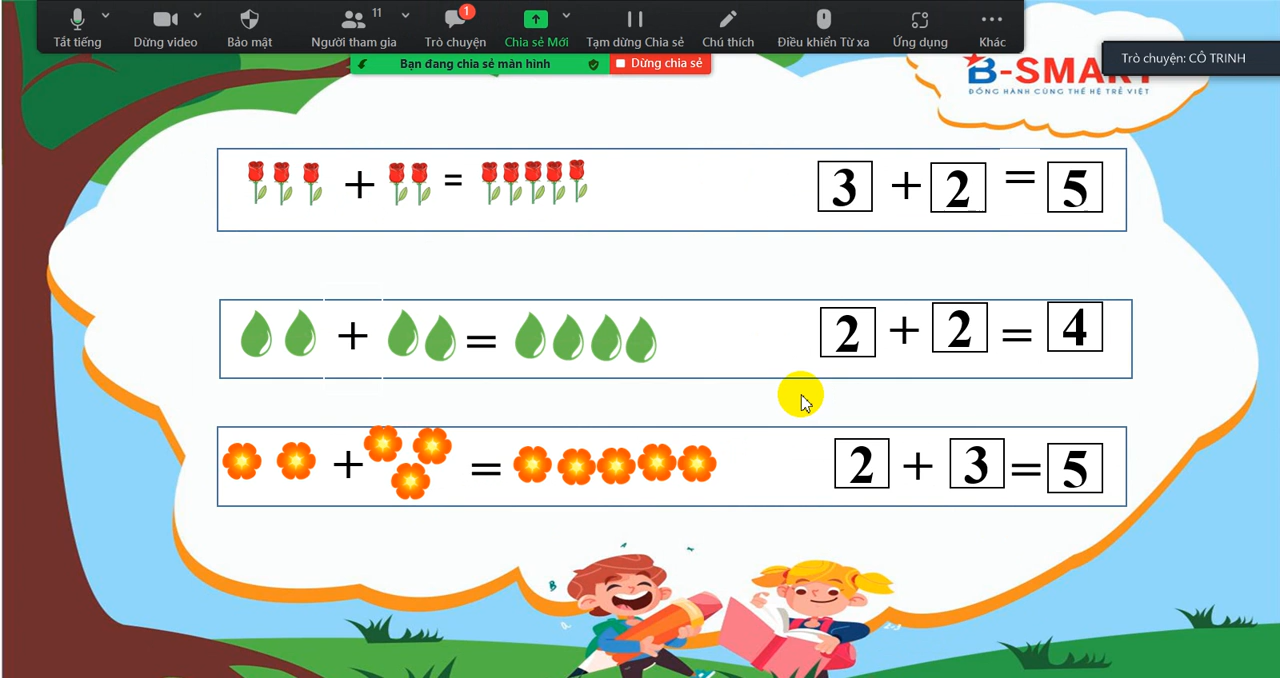 11
1
Tắt tiếng Dừng video Bảo mật Người tham gia Trò chuyện Chia sẻ Mới Tạm dừng Chia sẻ Chú thích Điều khiển Từ xa Ứng dụng Khác
Bạn đang chia sẻ màn hình Dừng chia sẻ
Trò chuyện: CÔ TRINH
B-SMART
ĐỒNG HÀNH CÙNG THẾ HỆ TRẺ VIỆT
+ = 3 + 2 = 5
+ = 2 + 2 = 4
+ = 2 + 3 = 5